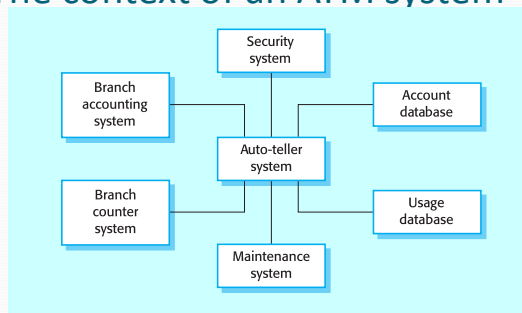 The context of an ATM system
Security
system
Branch
accounting
system
Account
database
Auto-teller
system
Branch
counter
system
Usage
database
Maintenance
system